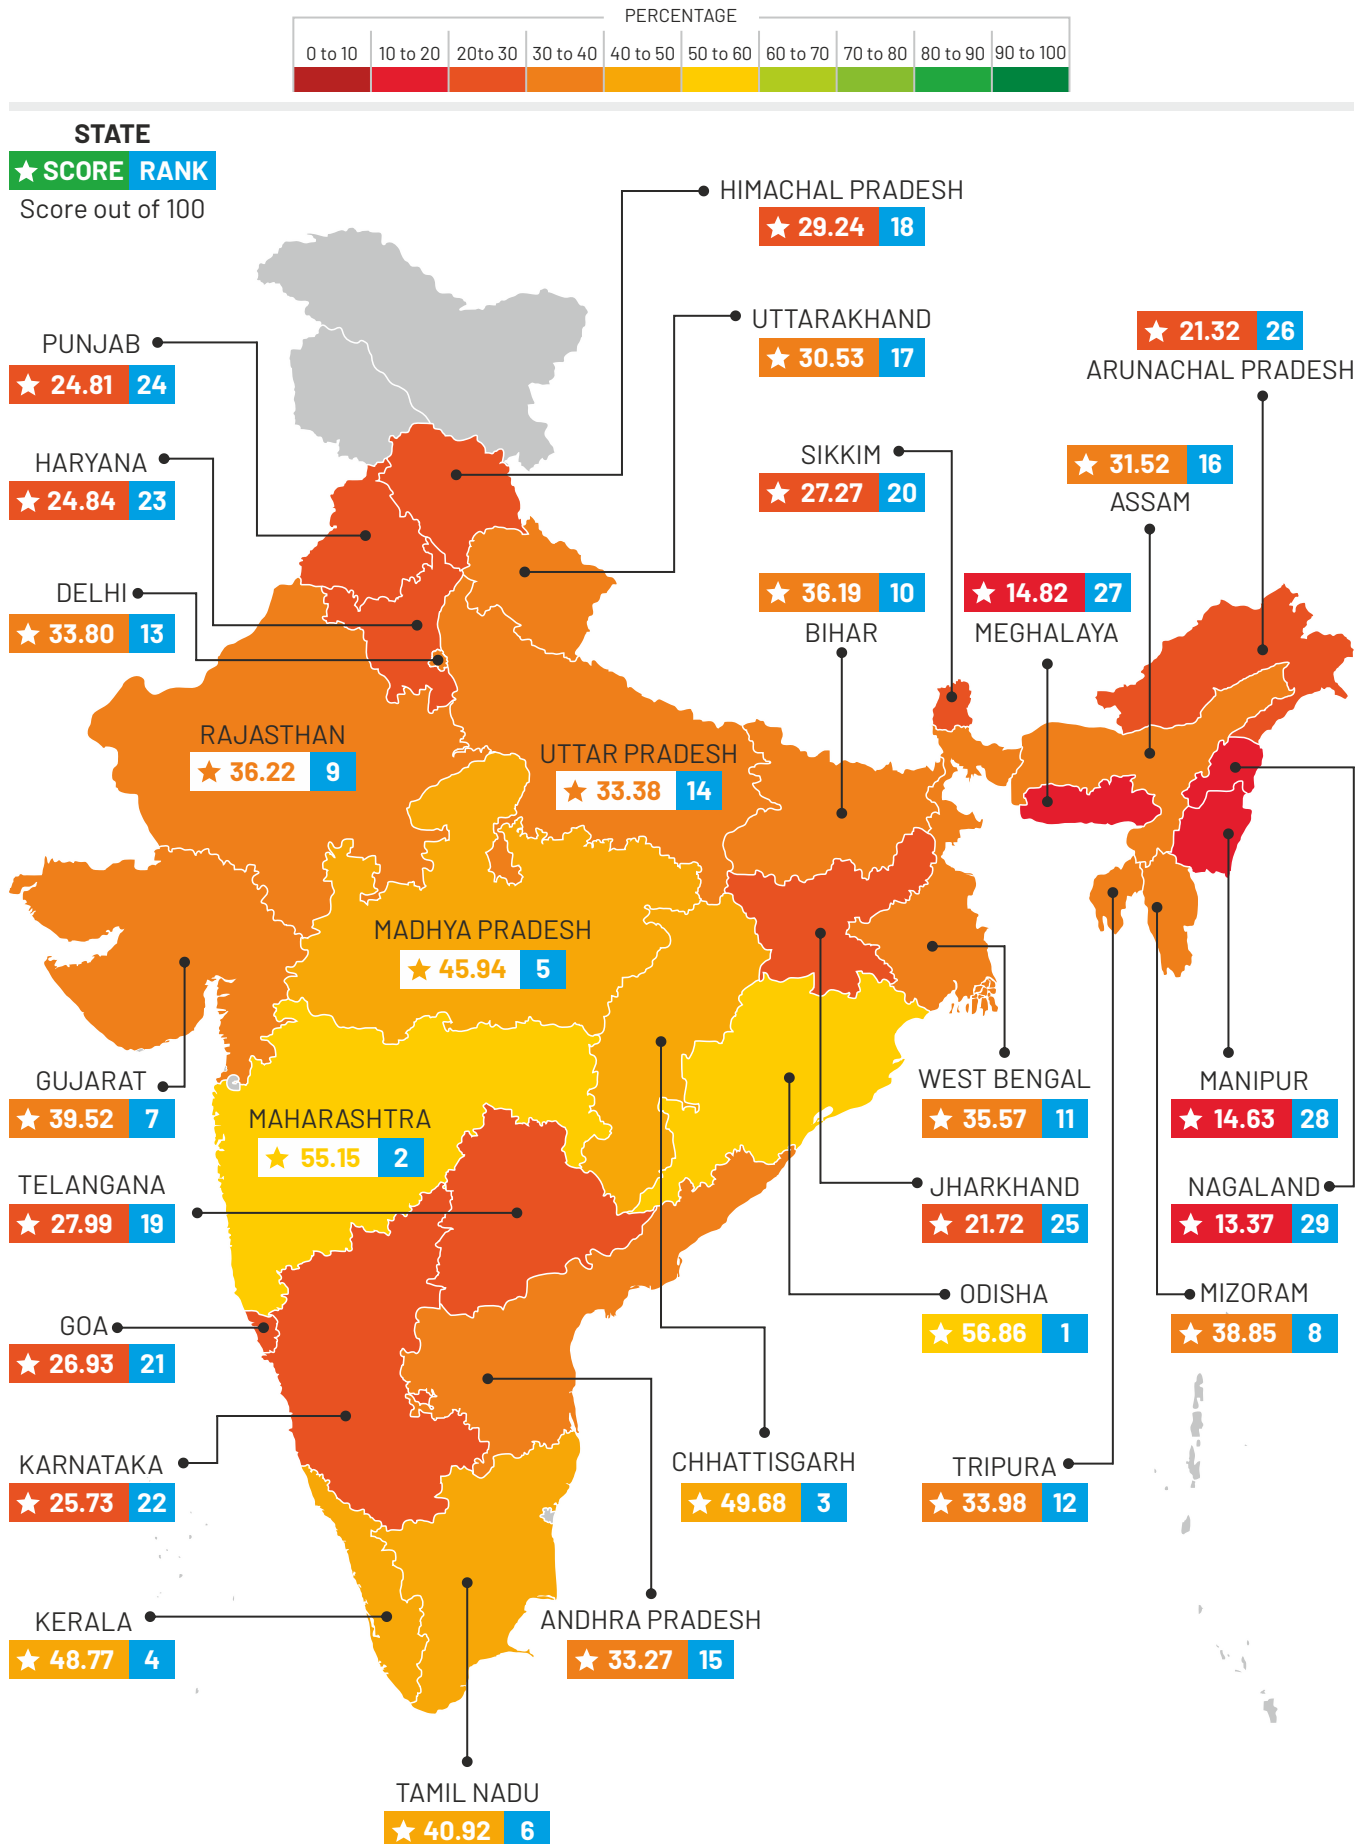 PERCENTAGE
0 to 10 10 to 20 20to 30 30 to 40 40 to 50 50 to 60 60 to 70 70 to 80 80 to 90 90 to 100
STATE
SCORE RANK
Score out of 100
HIMACHAL PRADESH
29.24 18
UTTARAKHAND
30.53 17
21.32 26
ARUNACHAL PRADESH
PUNJAB
24.81 24
HARYANA
24.84 23
SIKKIM
27.27 20
31.52 16
ASSAM
DELHI
33.80 13
36.19 10
BIHAR
14.82 27
MEGHALAYA
RAJASTHAN
36.22 9
UTTAR PRADESH
33.38 14
MADHYA PRADESH
45.94 5
GUJARAT
39.52 7
MAHARASHTRA
55.15 2
WEST BENGAL
35.57 11
MANIPUR
14.63 28
TELANGANA
27.99 19
JHARKHAND
21.72 25
NAGALAND
13.37 29
GOA
26.93 21
ODISHA
56.86 1
MIZORAM
38.85 8
KARNATAKA
25.73 22
CHHATTISGARH
49.68 3
TRIPURA
33.98 12
KERALA
48.77 4
ANDHRA PRADESH
33.27 15
TAMIL NADU
40.92 6